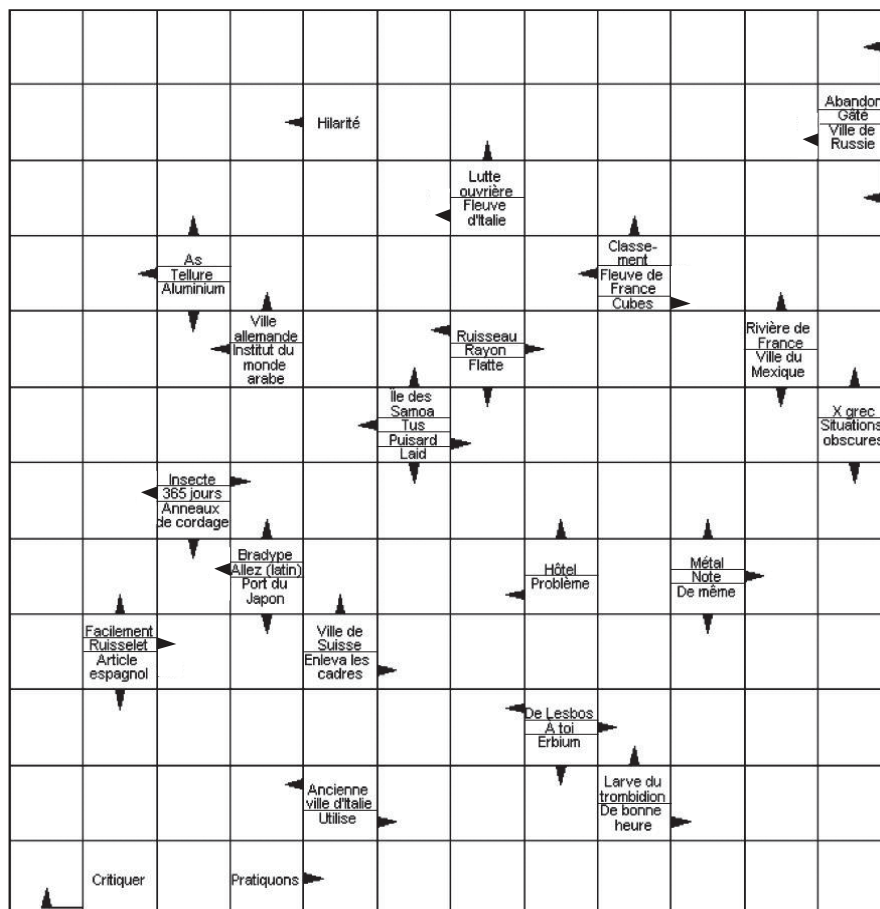 Hilarité
Abandon
Gâté
Ville de
Russie
Lutte
ouvrière
Fleuve
d'Italie
As
Tellure
Aluminium
Classe-
ment
Fleuve de
France
Cubes
Ville
allemande
Institut du
monde
arabe
Ruisseau
Rayon
Flatte
Rivière de
France
Ville du
Mexique
Île des
Samoa
Tus
Puisard
Laid
X grec
Situations
obscures
Insecte
365 jours
Anneaux
de cordage
Bradype
Allez (latin)
Port du
Japon
Hôtel
Problème
Métal
Note
De même
Facilement
Ruisselet
Article
espagnol
Ville de
Suisse
Enleva les
cadres
De Lesbos
À toi
Erbium
Ancienne
ville d'Italie
Utilise
Larve du
trombidion
De bonne
heure
Critiquer
Pratiquons